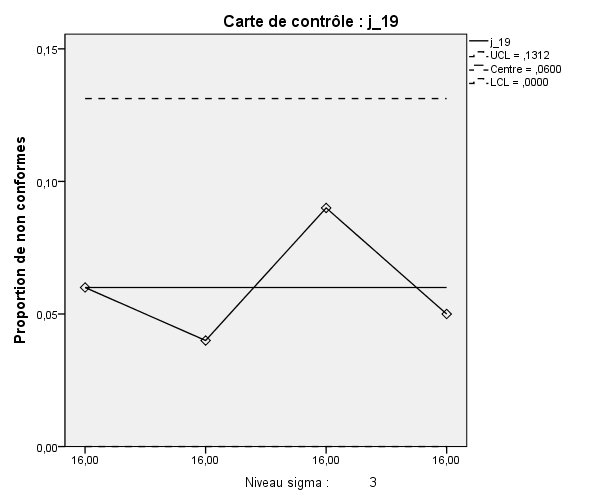 Carte de contrôle : j_19
j_19
UCL = ,1312
Centre = ,0600
LCL = ,0000
Proportion de non conformes
0,15
0,10
0,05
0,00
16,00 16,00 16,00 16,00
Niveau sigma : 3